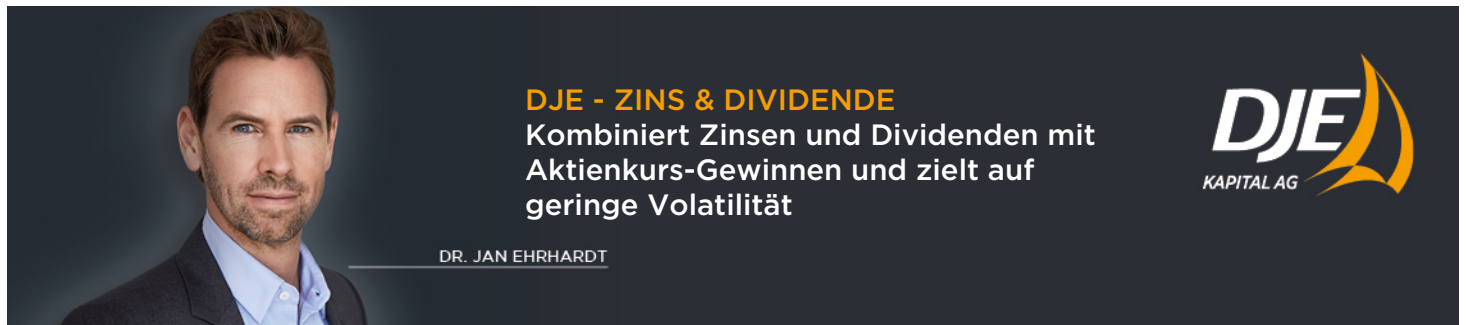 DJE - ZINS & DIVIDENDE
Kombiniert Zinsen und Dividenden mit
Aktienkurs-Gewinnen und zielt auf
geringe Volatilität
DR. JAN EHRHARDT
DJE
KAPITAL AG